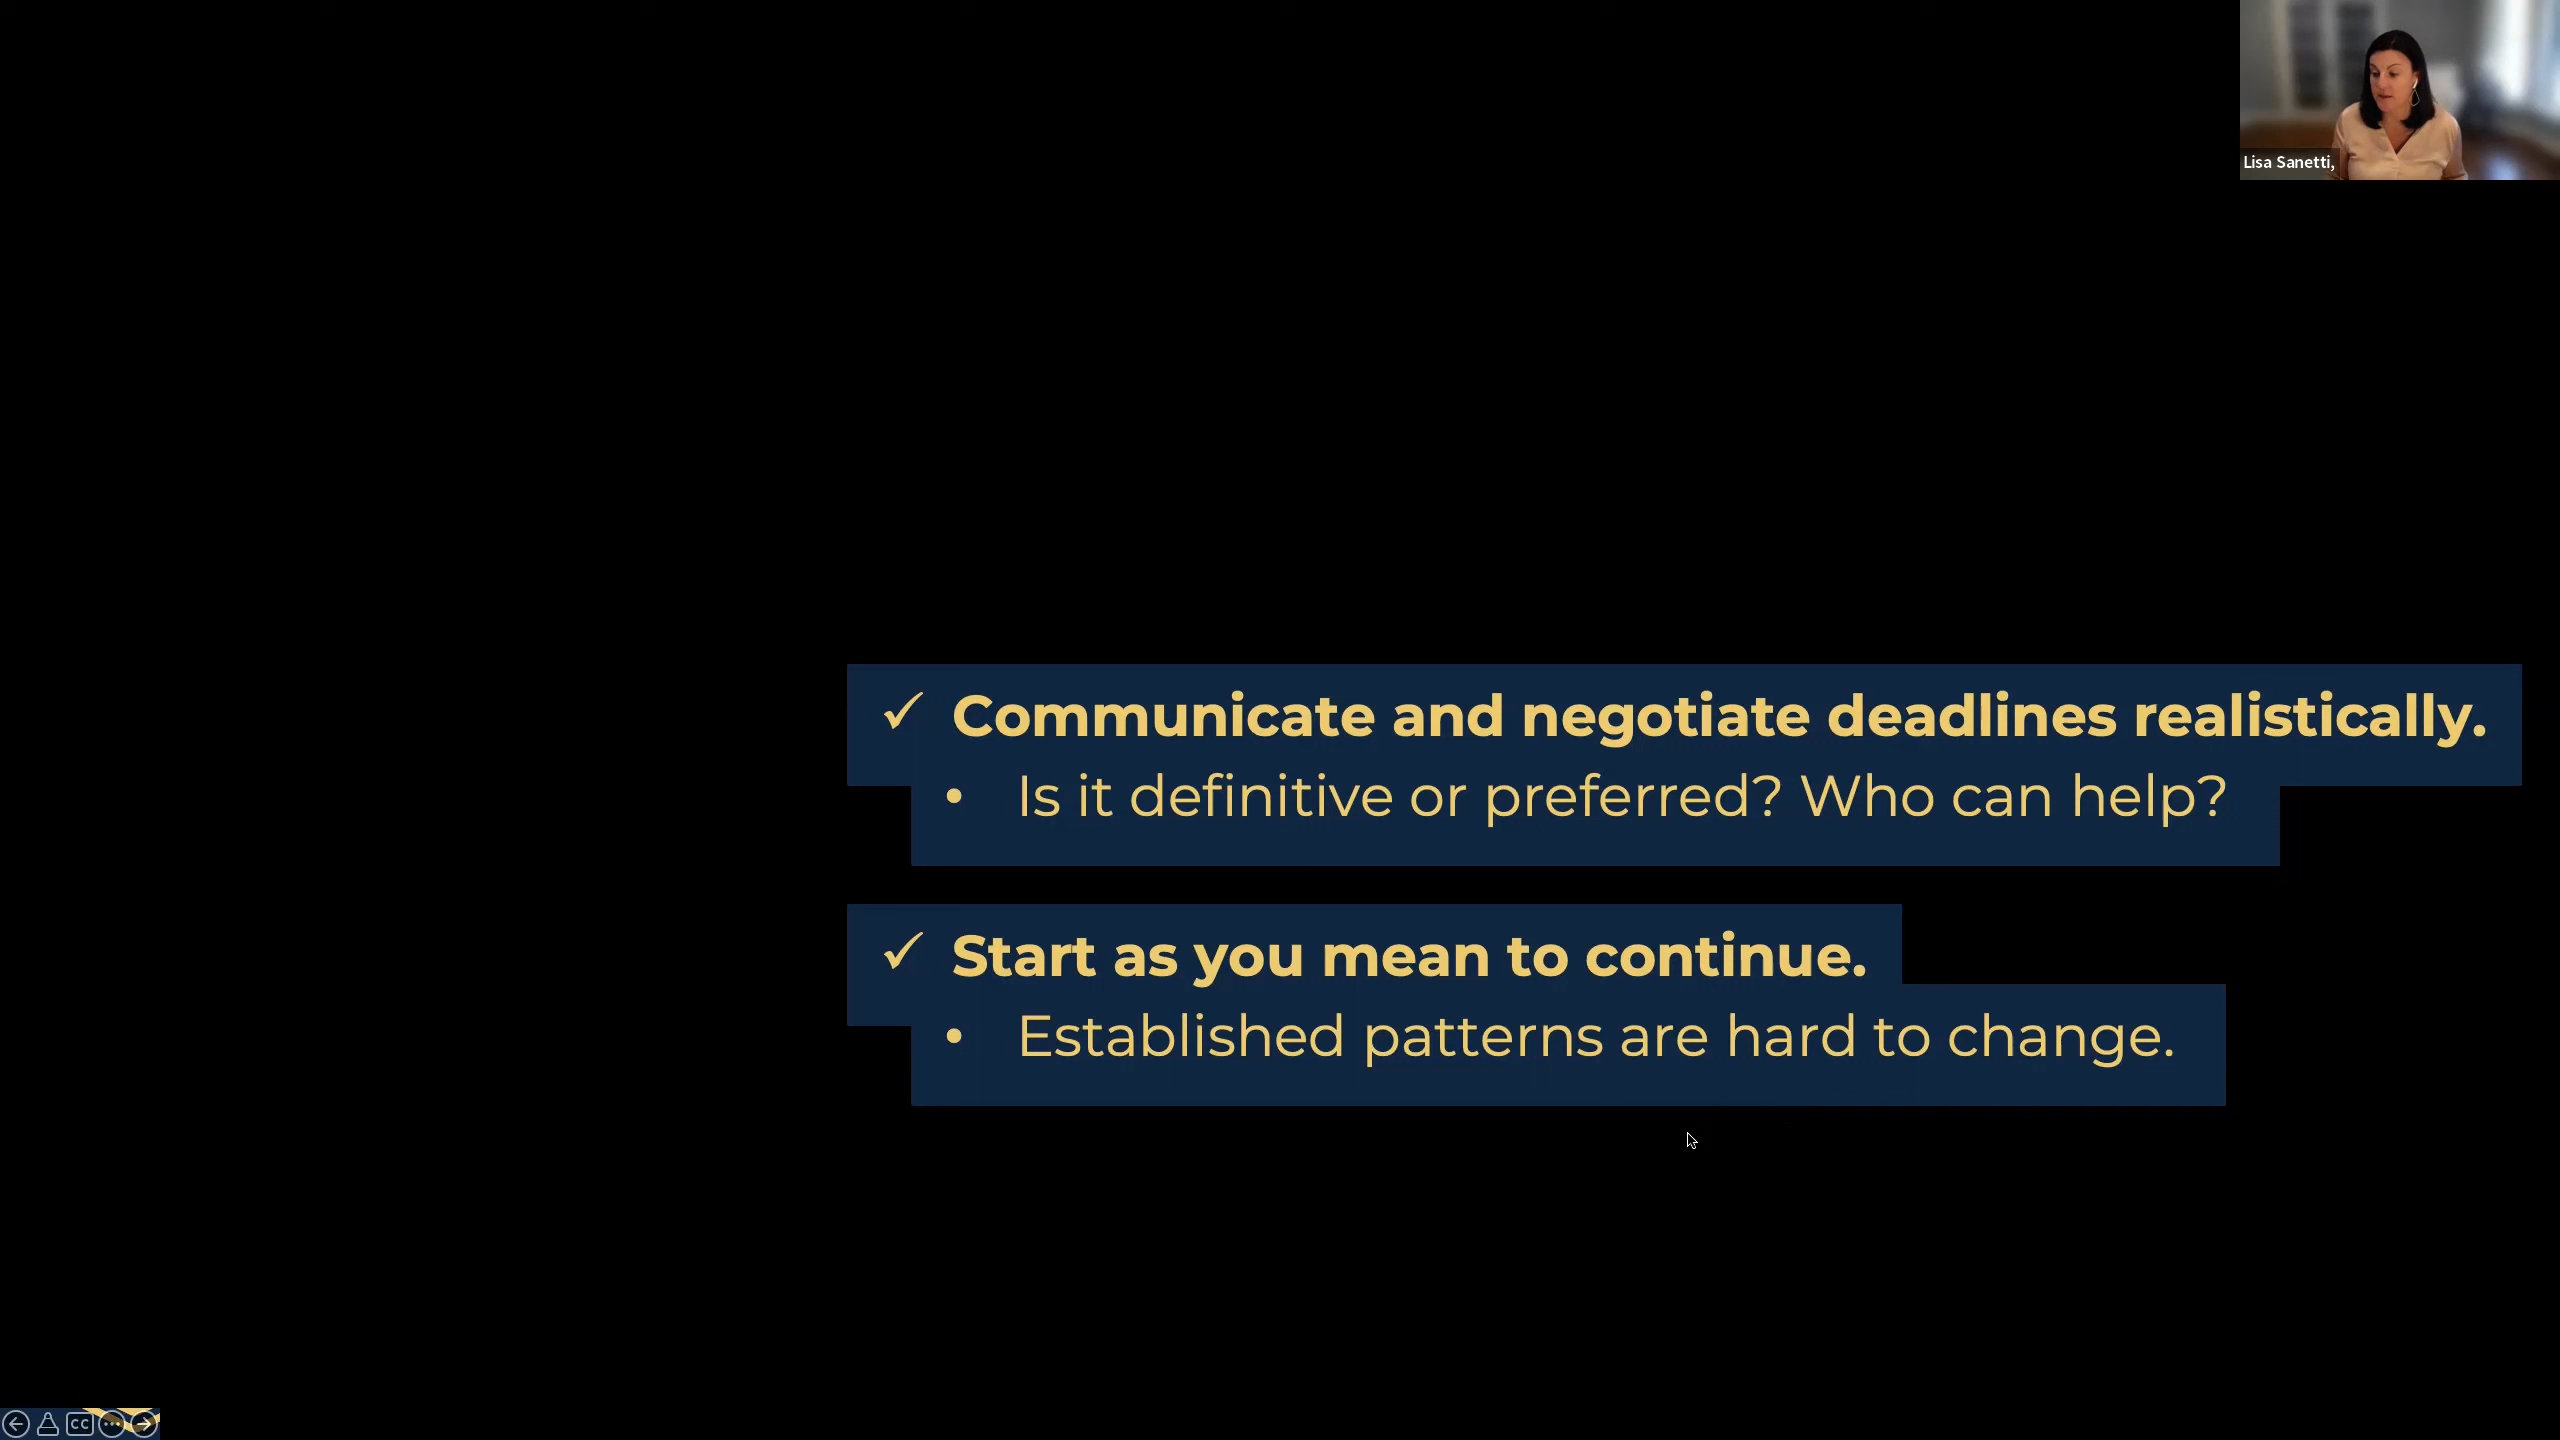 Lisa Sanetti,
✓ Communicate and negotiate deadlines realistically.
• Is it definitive or preferred? Who can help?
✓ Start as you mean to continue.
• Established patterns are hard to change.
CC